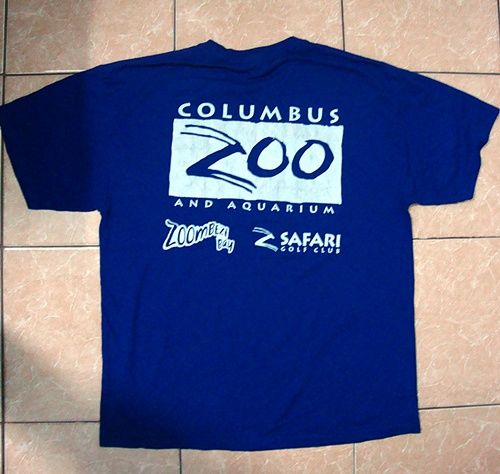 COLUMBUS
ZOO
AND AQUARIUM
ZOOMBEZI
BAY
Z SAFARI
GOLF CLUB